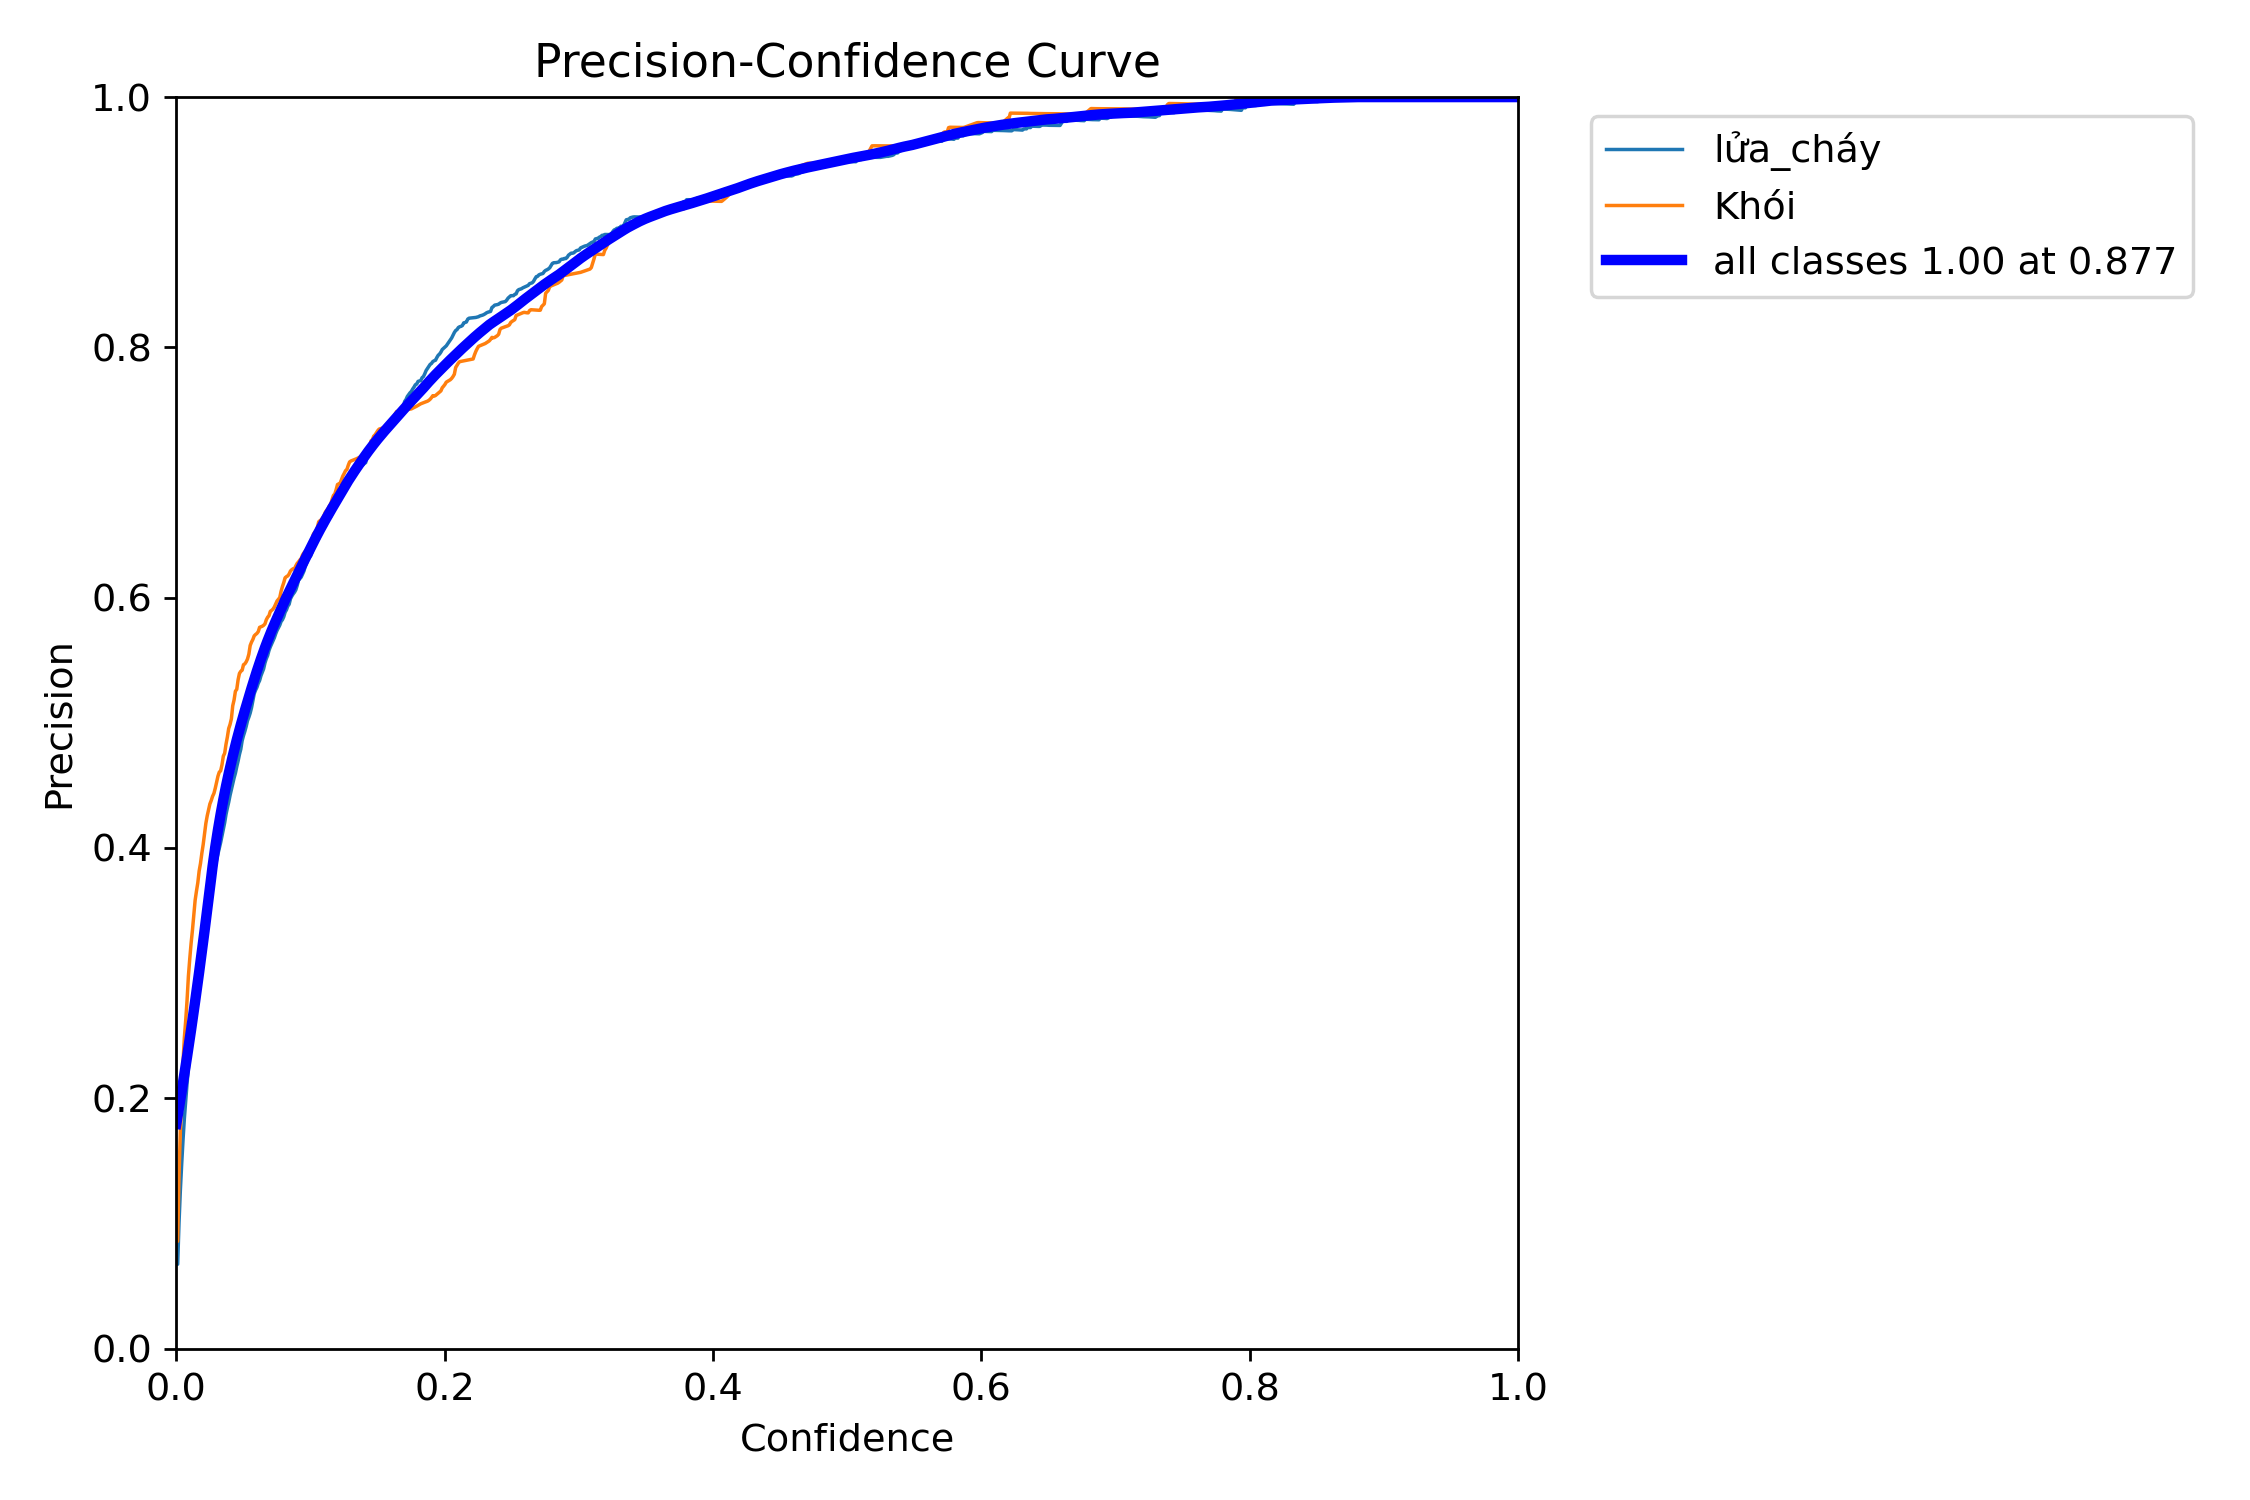 Precision-Confidence Curve
1.0
0.8
0.6
0.4
0.2
0.0
Precision
0.0 0.2 0.4 0.6 0.8 1.0
Confidence
lửa_cháy
Khói
all classes 1.00 at 0.877